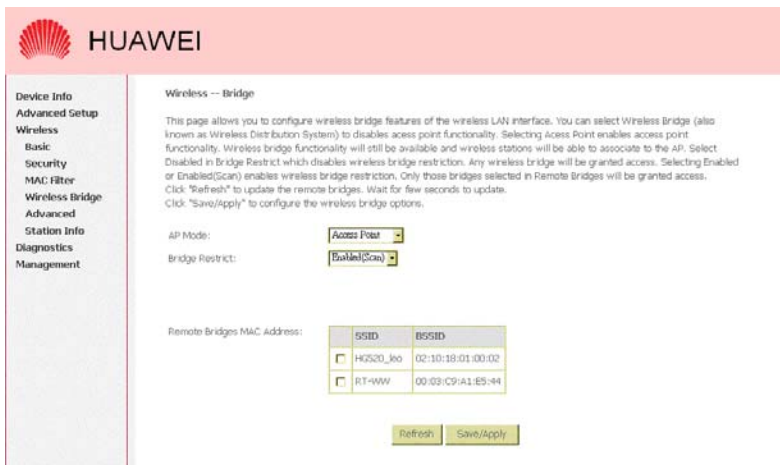 HUAWEI
Device Info
Advanced Setup
Wireless
Basic
Security
MAC Filter
Wireless Bridge
Advanced
Station Info
Diagnostics
Management
Wireless -- Bridge
This page allows you to configure wireless bridge features of the wireless LAN interface. You can select Wireless Bridge (also
known as Wireless Distribution System) to disables acess point functionality. Selecting Acess Point enables access point
functionality. Wireless bridge functionality will still be available and wireless stations will be able to associate to the AP. Select
Disabled in Bridge Restrict which disables wireless bridge restriction. Any wireless bridge will be granted access. Selecting Enabled
or Enabled(Scan) enables wireless bridge restriction. Only those bridges selected in Remote Bridges will be granted access.
Click "Refresh" to update the remote bridges. Wait for few seconds to update.
Click "Save/Apply" to configure the wireless bridge options.
AP Mode: Access Point
Bridge Restrict: Enabled(Scan)
Remote Bridges MAC Address:
SSID BSSID
HG520_leo 02:10:18:01:00:02
RT-WW 00:03:C9:A1:E5:44
Refresh Save/Apply